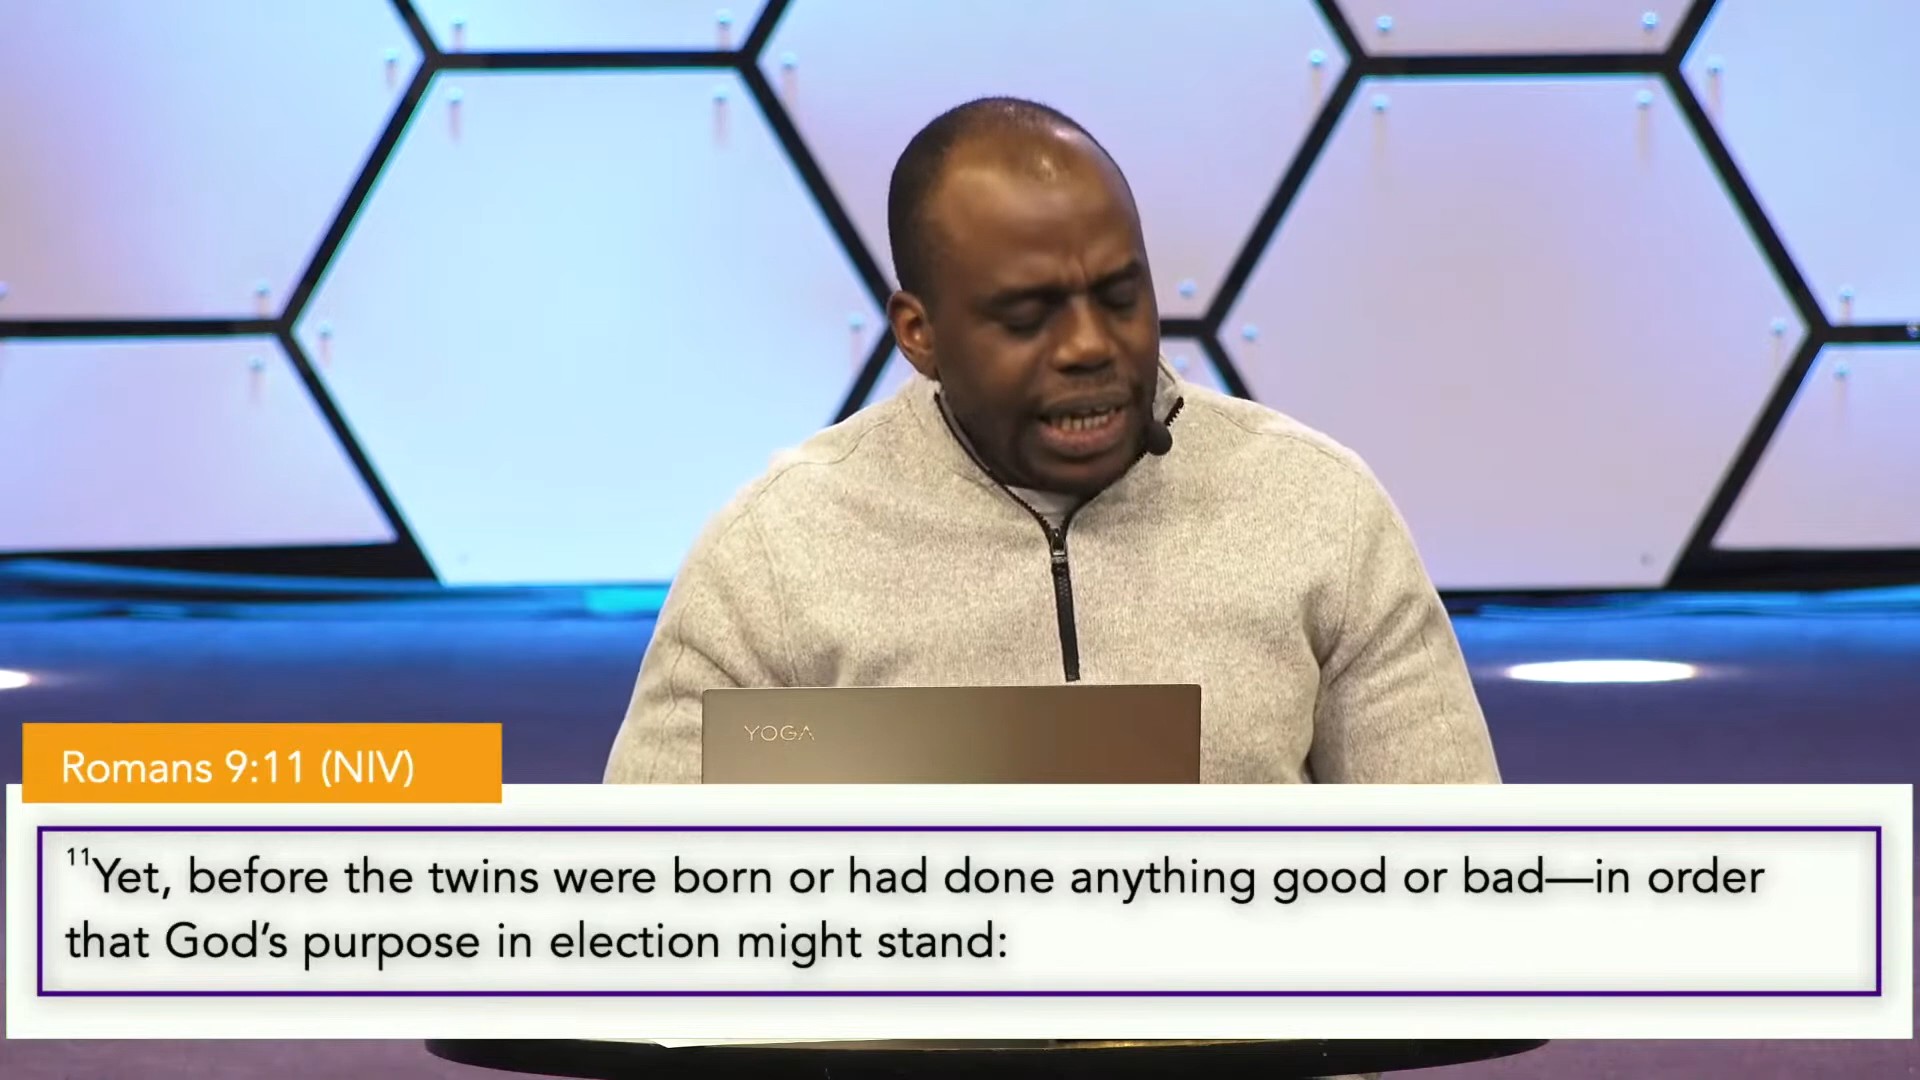 YOGA
Romans 9:11 (NIV)
¹¹Yet, before the twins were born or had done anything good or bad—in order
that God's purpose in election might stand: